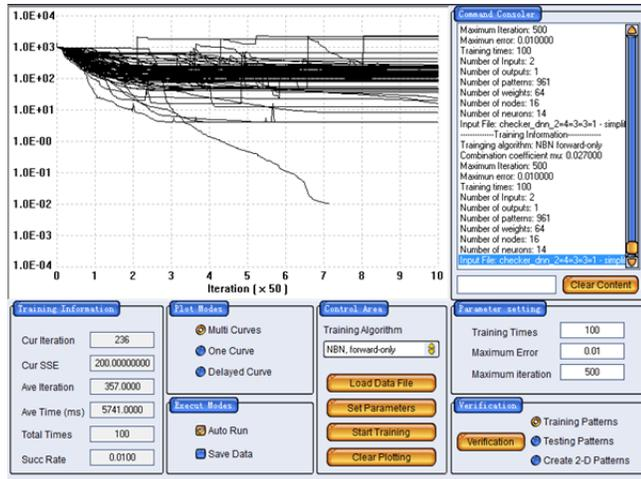 1.0E+04
1.0E+03
1.0E+02
1.0E+01
1.0E-00
1.0E-01
1.0E-02
1.0E-03
1.0E-04
0 1 2 3 4 5 6 7 8 9 10
Iteration ( x 50 )
Command Consoler
Maximum Iteration: 500
Maximun error: 0.010000
Training times: 100
Number of Inputs: 2
Number of outputs: 1
Number of patterns: 961
Number of weights: 64
Number of nodes: 16
Number of neurons: 14
Input File: checker_dnn_2=4=3=3=1 - simplif
-------------Training Information-------------
Trainging algorithm: NBN forward-only
Combination coefficient mu: 0.027000
Maximum Iteration: 500
Maximun error: 0.010000
Training times: 100
Number of Inputs: 2
Number of outputs: 1
Number of patterns: 961
Number of weights: 64
Number of nodes: 16
Number of neurons: 14
Input File: checker_dnn_2=4=3=3=1 - simplif
Clear Content
Training Information
Cur Iteration 236
Cur SSE 200.00000000
Ave Iteration 357.0000
Ave Time (ms) 5741.0000
Total Times 100
Succ Rate 0.0100
Plot Modes
Multi Curves
One Curve
Delayed Curve
Execut Modes
Auto Run
Save Data
Control Area
Training Algorithm
NBN, forward-only
Load Data File
Set Parameters
Start Training
Clear Plotting
Parameter setting
Training Times 100
Maximum Error 0.01
Maximum iteration 500
Verification
Verification
Training Patterns
Testing Patterns
Create 2-D Patterns